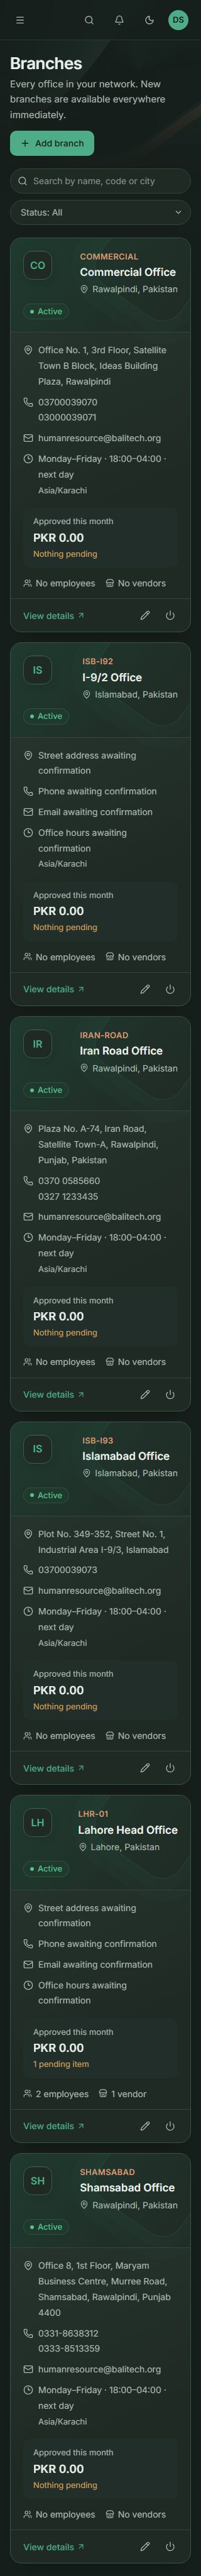 DS
Branches
Every office in your network. New
branches are available everywhere
immediately.
Add branch
Search by name, code or city
Status: All
CO
COMMERCIAL
Commercial Office
Rawalpindi, Pakistan
Active
Office No. 1, 3rd Floor, Satellite
Town B Block, Ideas Building
Plaza, Rawalpindi
03700039070
03000039071
humanresource@balitech.org
Monday–Friday · 18:00–04:00 ·
next day
Asia/Karachi
Approved this month
PKR 0.00
Nothing pending
No employees No vendors
View details
IS
ISB-I92
I-9/2 Office
Islamabad, Pakistan
Active
Street address awaiting
confirmation
Phone awaiting confirmation
Email awaiting confirmation
Office hours awaiting
confirmation
Asia/Karachi
Approved this month
PKR 0.00
Nothing pending
No employees No vendors
View details
IR
IRAN-ROAD
Iran Road Office
Rawalpindi, Pakistan
Active
Plaza No. A-74, Iran Road,
Satellite Town-A, Rawalpindi,
Punjab, Pakistan
0370 0585660
0327 1233435
humanresource@balitech.org
Monday–Friday · 18:00–04:00 ·
next day
Asia/Karachi
Approved this month
PKR 0.00
Nothing pending
No employees No vendors
View details
IS
ISB-I93
Islamabad Office
Islamabad, Pakistan
Active
Plot No. 349-352, Street No. 1,
Industrial Area I-9/3, Islamabad
03700039073
humanresource@balitech.org
Monday–Friday · 18:00–04:00 ·
next day
Asia/Karachi
Approved this month
PKR 0.00
Nothing pending
No employees No vendors
View details
LH
LHR-01
Lahore Head Office
Lahore, Pakistan
Active
Street address awaiting
confirmation
Phone awaiting confirmation
Email awaiting confirmation
Office hours awaiting
confirmation
Approved this month
PKR 0.00
1 pending item
2 employees 1 vendor
View details
SH
SHAMSABAD
Shamsabad Office
Rawalpindi, Pakistan
Active
Office 8, 1st Floor, Maryam
Business Centre, Murree Road,
Shamsabad, Rawalpindi, Punjab
4400
0331-8638312
0333-8513359
humanresource@balitech.org
Monday–Friday · 18:00–04:00 ·
next day
Asia/Karachi
Approved this month
PKR 0.00
Nothing pending
No employees No vendors
View details